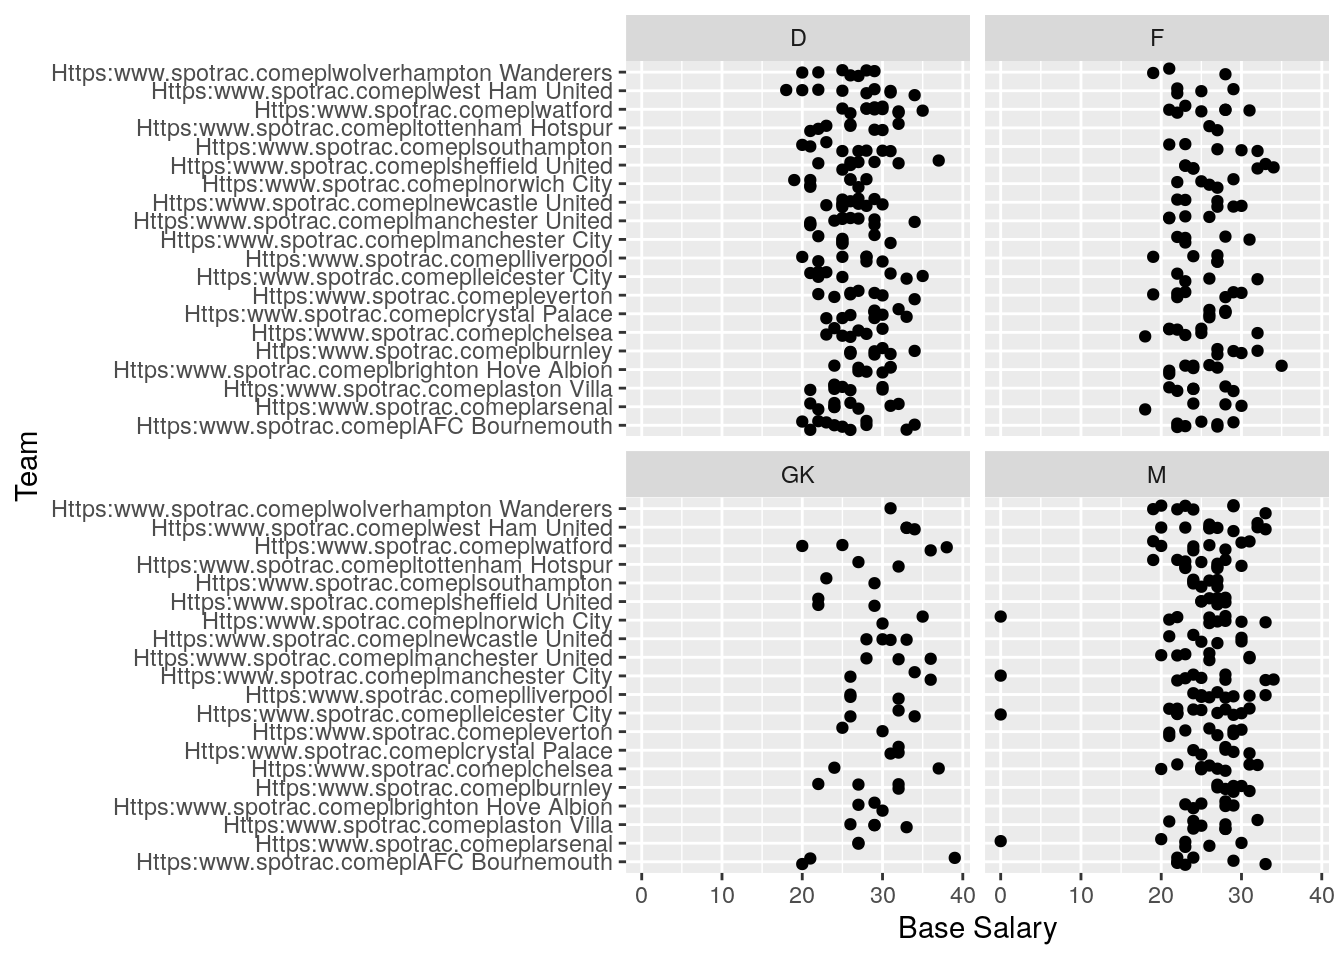 D
F
Https:www.spotrac.comeplwolverhampton Wanderers
Https:www.spotrac.comeplwest Ham United
Https:www.spotrac.comeplwatford
Https:www.spotrac.comepltottenham Hotspur
Https:www.spotrac.comeplsouthampton
Https:www.spotrac.comeplsheffield United
Https:www.spotrac.comeplnorwich City
Https:www.spotrac.comeplnewcastle United
Https:www.spotrac.comeplmanchester United
Https:www.spotrac.comeplmanchester City
Https:www.spotrac.comeplliverpool
Https:www.spotrac.comeplleicester City
Https:www.spotrac.comepleverton
Https:www.spotrac.comeplcrystal Palace
Https:www.spotrac.comeplchelsea
Https:www.spotrac.comeplburnley
Https:www.spotrac.comeplbrighton Hove Albion
Https:www.spotrac.comeplaston Villa
Https:www.spotrac.comeplarsenal
Https:www.spotrac.comeplAFC Bournemouth
Team
GK
M
Https:www.spotrac.comeplwolverhampton Wanderers
Https:www.spotrac.comeplwest Ham United
Https:www.spotrac.comeplwatford
Https:www.spotrac.comepltottenham Hotspur
Https:www.spotrac.comeplsouthampton
Https:www.spotrac.comeplsheffield United
Https:www.spotrac.comeplnorwich City
Https:www.spotrac.comeplnewcastle United
Https:www.spotrac.comeplmanchester United
Https:www.spotrac.comeplmanchester City
Https:www.spotrac.comeplliverpool
Https:www.spotrac.comeplleicester City
Https:www.spotrac.comepleverton
Https:www.spotrac.comeplcrystal Palace
Https:www.spotrac.comeplchelsea
Https:www.spotrac.comeplburnley
Https:www.spotrac.comeplbrighton Hove Albion
Https:www.spotrac.comeplaston Villa
Https:www.spotrac.comeplarsenal
Https:www.spotrac.comeplAFC Bournemouth
0 10 20 30 40
0 10 20 30 40
Base Salary